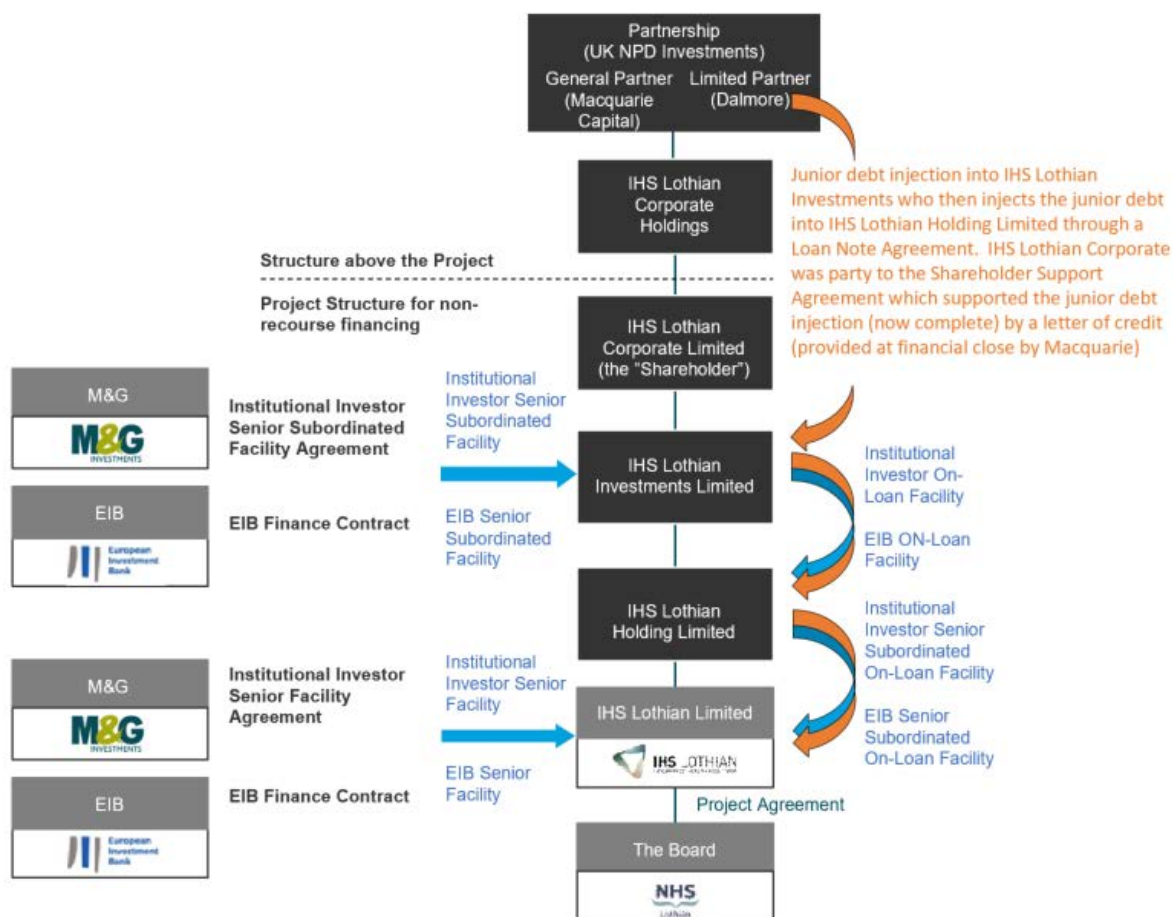 Partnership
(UK NPD Investments)
General Partner
(Macquarie
Capital)
Limited Partner
(Dalmore)
IHS Lothian
Corporate
Holdings
Junior debt injection into IHS Lothian
Investments who then injects the junior debt
into IHS Lothian Holding Limited through a
Loan Note Agreement. IHS Lothian Corporate
was party to the Shareholder Support
Agreement which supported the junior debt
injection (now complete) by a letter of credit
(provided at financial close by Macquarie)
Structure above the Project
Project Structure for non-
recourse financing
IHS Lothian
Corporate Limited
(the "Shareholder")
M&G
M&G
INVESTMENTS
Institutional Investor
Senior Subordinated
Facility Agreement
Institutional
Investor Senior
Subordinated
Facility
IHS Lothian
Investments Limited
Institutional
Investor On-
Loan Facility
EIB
European
Investment
Bank
EIB Finance Contract
EIB Senior
Subordinated
Facility
EIB ON-Loan
Facility
IHS Lothian
Holding Limited
Institutional
Investor Senior
Subordinated
On-Loan Facility
M&G
M&G
INVESTMENTS
Institutional Investor
Senior Facility
Agreement
Institutional
Investor Senior
Facility
IHS Lothian Limited
IHS LOTHIAN
EIB Senior
Subordinated
On-Loan Facility
EIB
European
Investment
Bank
EIB Finance Contract
EIB Senior
Facility
Project Agreement
The Board
NHS
Lothian